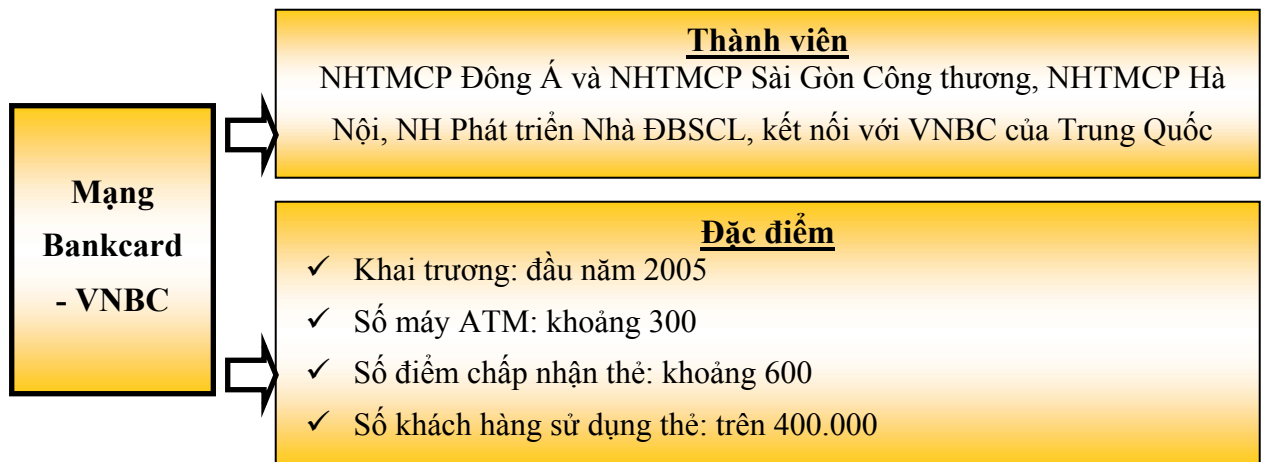 Thành viên
NHTMCP Đông Á và NHTMCP Sài Gòn Công thương, NHTMCP Hà
Nội, NH Phát triển Nhà ĐBSCL, kết nối với VNBC của Trung Quốc
Mạng
Bankcard
- VNBC
Đặc điểm
✓ Khai trương: đầu năm 2005
✓ Số máy ATM: khoảng 300
✓ Số điểm chấp nhận thẻ: khoảng 600
✓ Số khách hàng sử dụng thẻ: trên 400.000